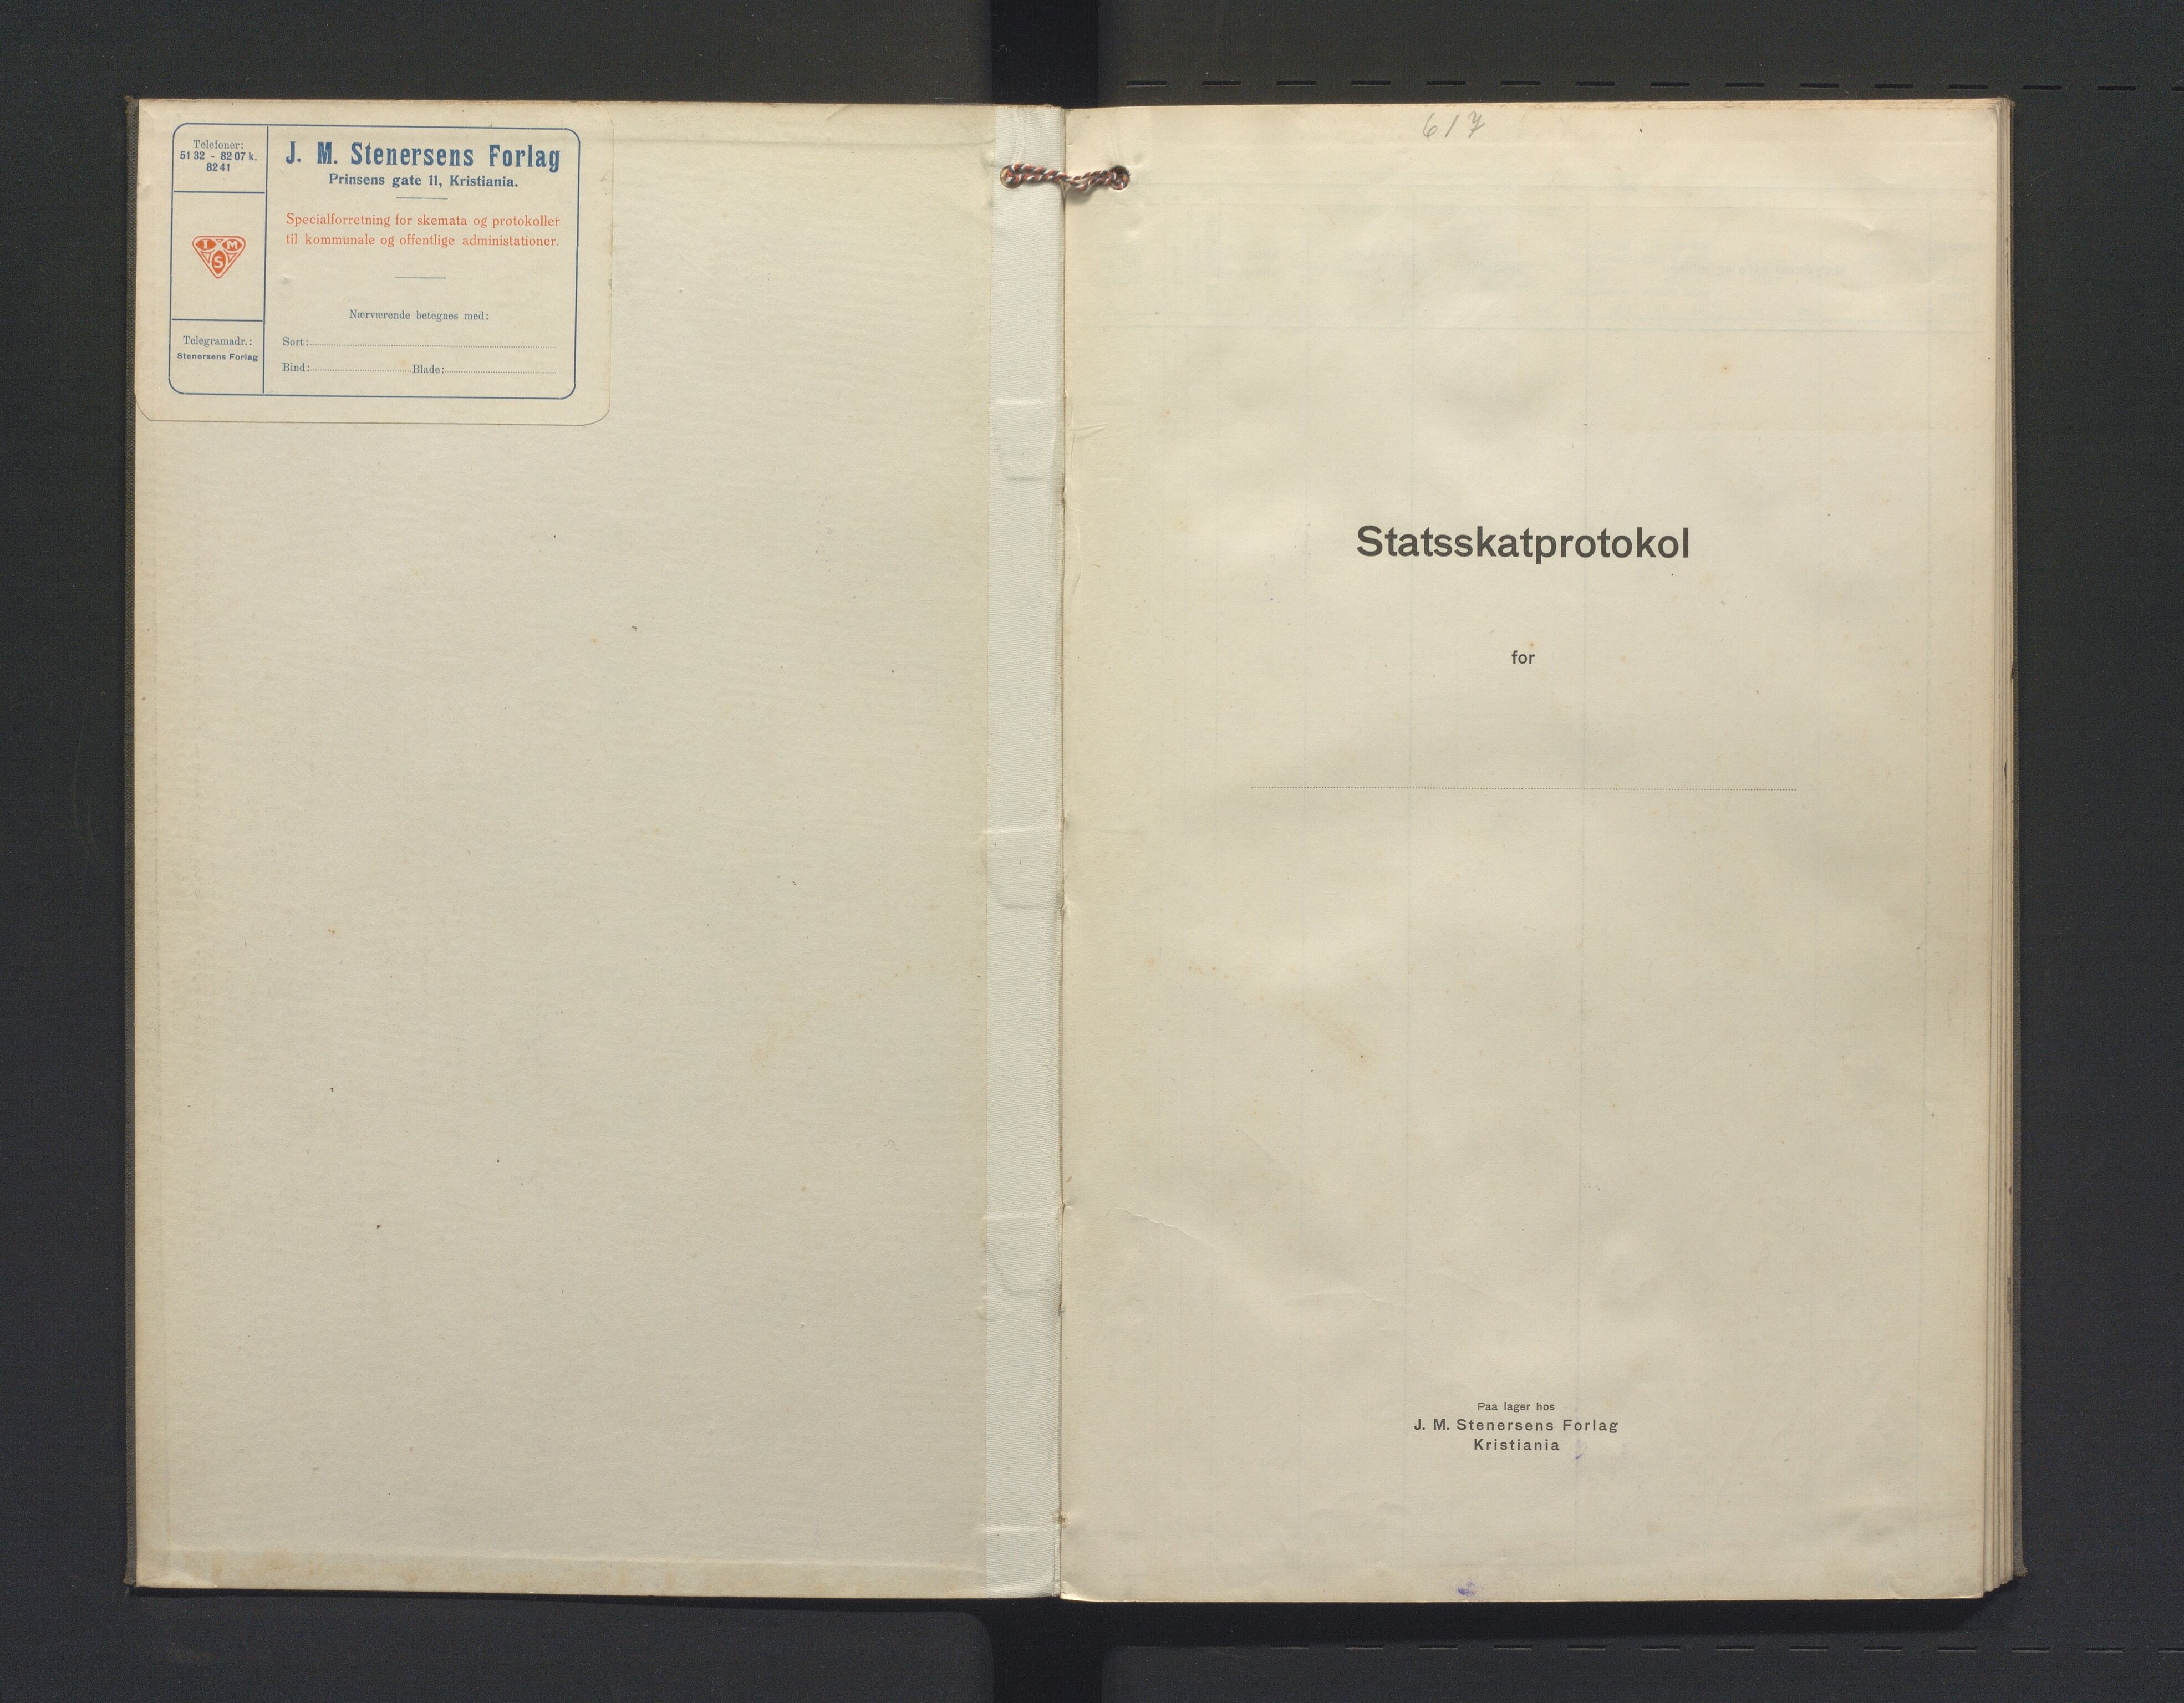 Telefoner:
51 32 - 82 07 k.
82 41
J. M. Stenersens Forlag
Prinsens gate 11, Kristiania.
Specialforretning for skemata og protokoller
til kommunale og offentlige administationer.
J M
S
Nærværende betegnes med:
Telegramadr.:
Stenersens Forlag
Sort:
Bind: Blade:
617
Statsskatprotokol
for
Paa lager hos
J. M. Stenersens Forlag
Kristiania